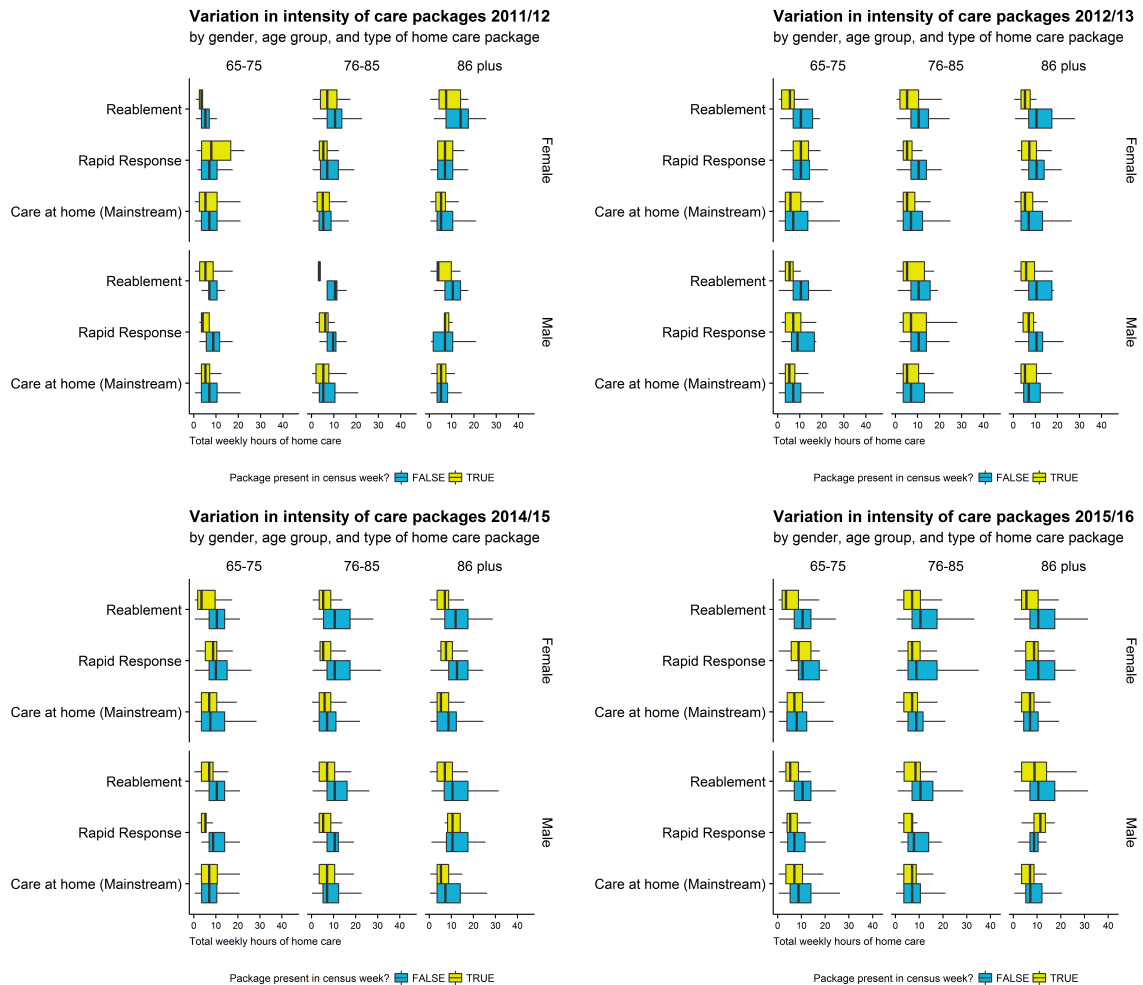 Variation in intensity of care packages 2011/12
by gender, age group, and type of home care package
65-75 76-85 86 plus
Reablement
Rapid Response
Care at home (Mainstream)
Female
Reablement
Rapid Response
Care at home (Mainstream)
Male
0 10 20 30 40 0 10 20 30 40 0 10 20 30 40
Total weekly hours of home care
Package present in census week? FALSE TRUE
Variation in intensity of care packages 2012/13
by gender, age group, and type of home care package
65-75 76-85 86 plus
Reablement
Rapid Response
Care at home (Mainstream)
Female
Reablement
Rapid Response
Care at home (Mainstream)
Male
0 10 20 30 40 0 10 20 30 40 0 10 20 30 40
Total weekly hours of home care
Package present in census week? FALSE TRUE
Variation in intensity of care packages 2014/15
by gender, age group, and type of home care package
65-75 76-85 86 plus
Reablement
Rapid Response
Care at home (Mainstream)
Female
Reablement
Rapid Response
Care at home (Mainstream)
Male
0 10 20 30 40 0 10 20 30 40 0 10 20 30 40
Total weekly hours of home care
Package present in census week? FALSE TRUE
Variation in intensity of care packages 2015/16
by gender, age group, and type of home care package
65-75 76-85 86 plus
Reablement
Rapid Response
Care at home (Mainstream)
Female
Reablement
Rapid Response
Care at home (Mainstream)
Male
0 10 20 30 40 0 10 20 30 40 0 10 20 30 40
Total weekly hours of home care
Package present in census week? FALSE TRUE